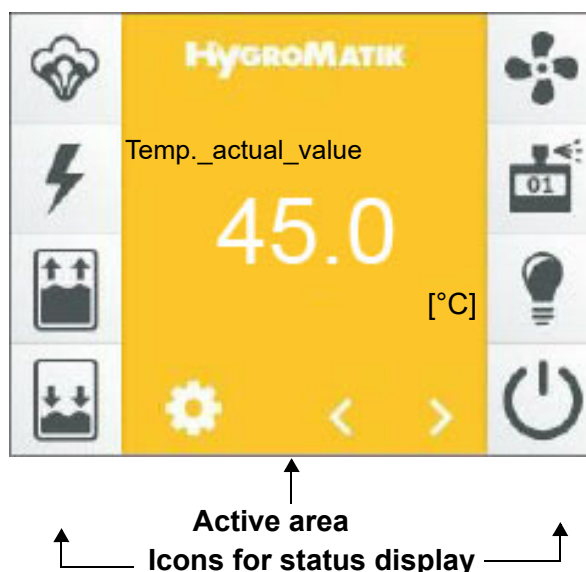 HYGROMATIK
Temp._actual_value
01
45.0
[°C]
Active area
Icons for status display